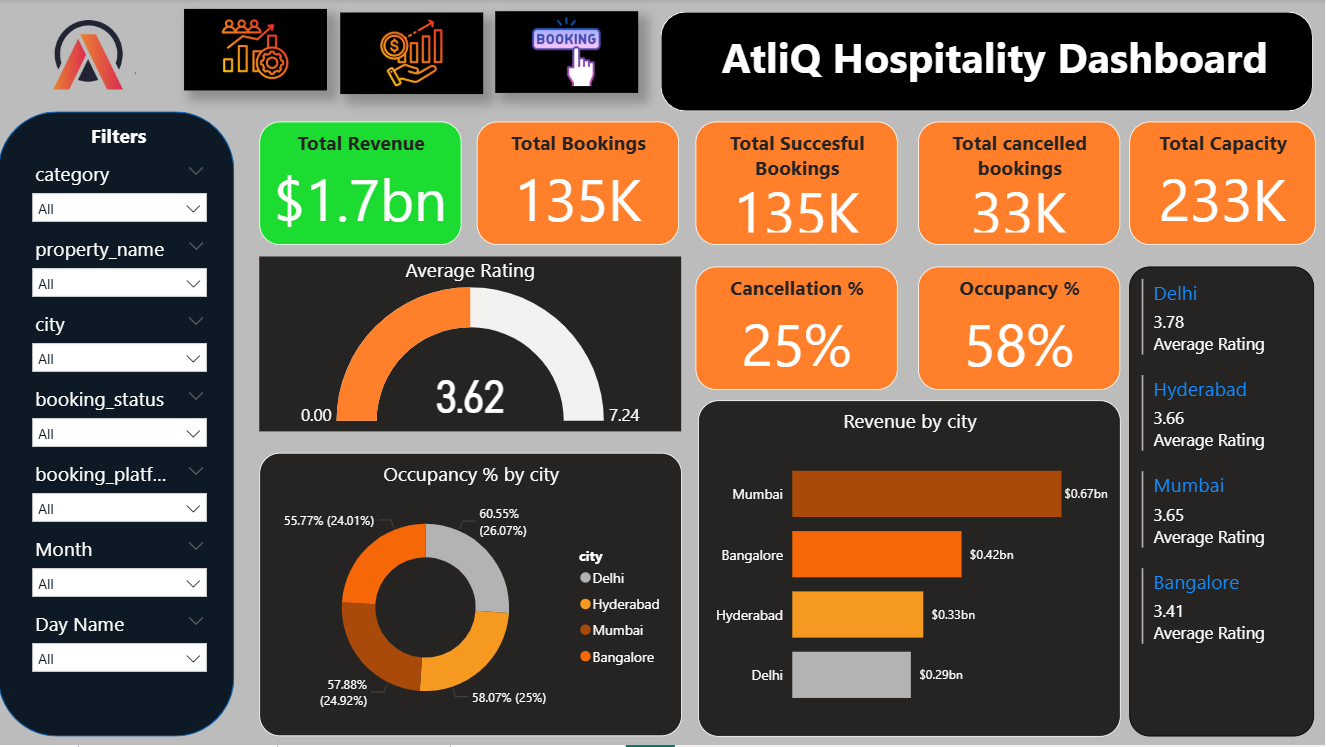 BOOKING
AtliQ Hospitality Dashboard
Filters
category
All
property_name
All
city
All
booking_status
All
booking_platf...
All
Month
All
Day Name
All
Total Revenue
$1.7bn
Total Bookings
135K
Total Succesful
Bookings
135K
Total cancelled
bookings
33K
Total Capacity
233K
Average Rating
3.62
0.00
7.24
Cancellation %
25%
Occupancy %
58%
Occupancy % by city
55.77% (24.01%)
60.55%
(26.07%)
57.88%
(24.92%)
58.07% (25%)
city
Delhi
Hyderabad
Mumbai
Bangalore
Revenue by city
Mumbai
$0.67bn
Bangalore
$0.42bn
Hyderabad
$0.33bn
Delhi
$0.29bn
Delhi
3.78
Average Rating
Hyderabad
3.66
Average Rating
Mumbai
3.65
Average Rating
Bangalore
3.41
Average Rating